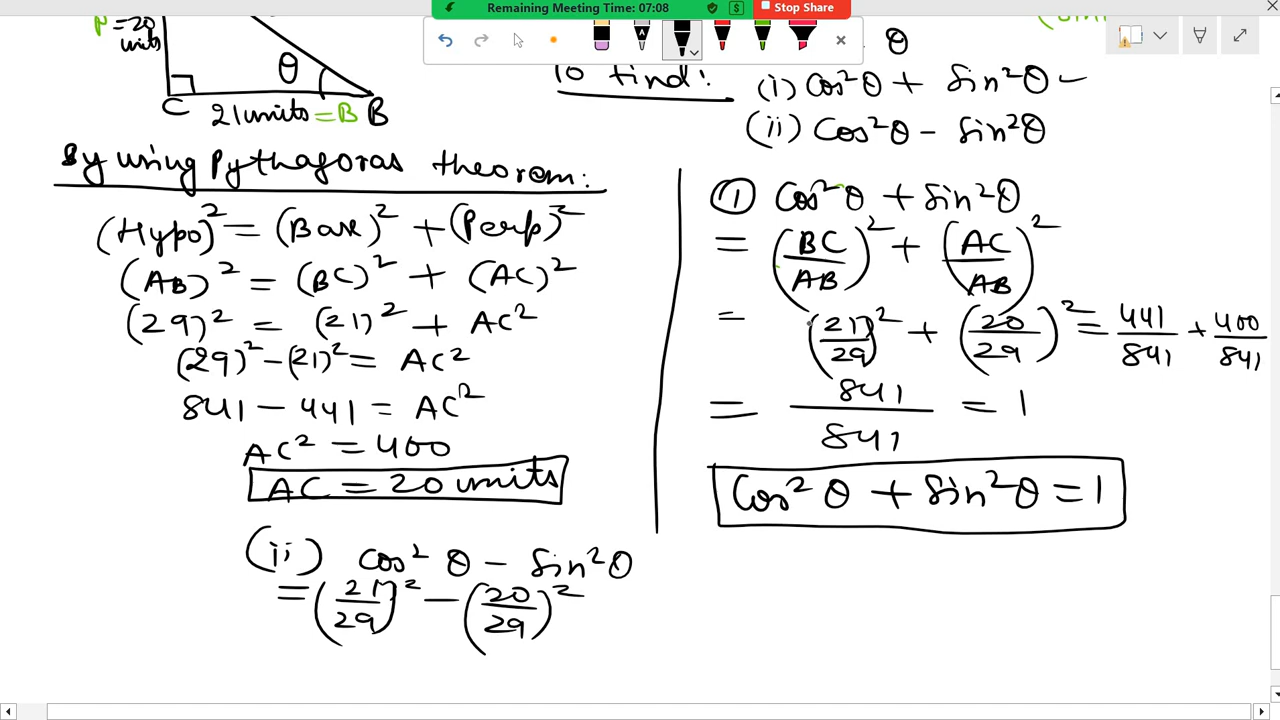 Remaining Meeting Time: 07:08
Stop Share
P = 20
units
θ
C
21 units = B B
θ
To find:
(i) Cos²θ + Sin²θ
(ii) Cos²θ - Sin²θ
By using Pythagoras theorem:
(Hypo)² = (Base)² + (Perp)²
(AB)² = (BC)² + (AC)²
(29)² = (21)² + AC²
(29)² - (21)² = AC²
841 - 441 = AC²
AC² = 400
AC = 20 units
(ii) Cos²θ - Sin²θ
= (21/29)² - (20/29)²
① Cos²θ + Sin²θ
= (BC/AB)² + (AC/AB)²
= (21/29)² + (20/29)² = 441/841 + 400/841
= 841/841 = 1
Cos²θ + Sin²θ = 1